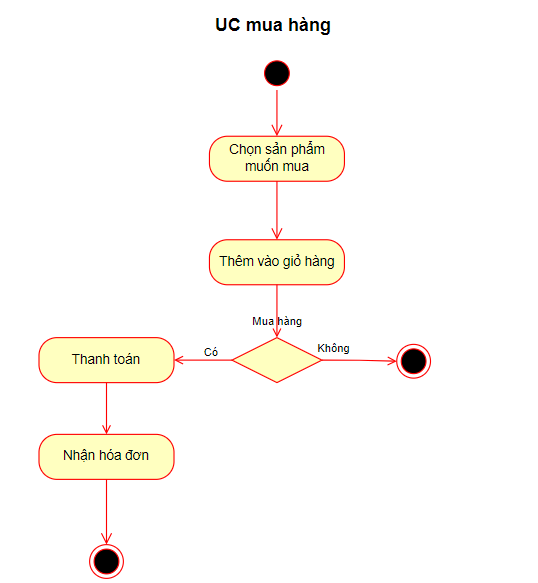 UC mua hàng
Chọn sản phẩm
muốn mua
Thêm vào giỏ hàng
Mua hàng
Có
Không
Thanh toán
Nhận hóa đơn